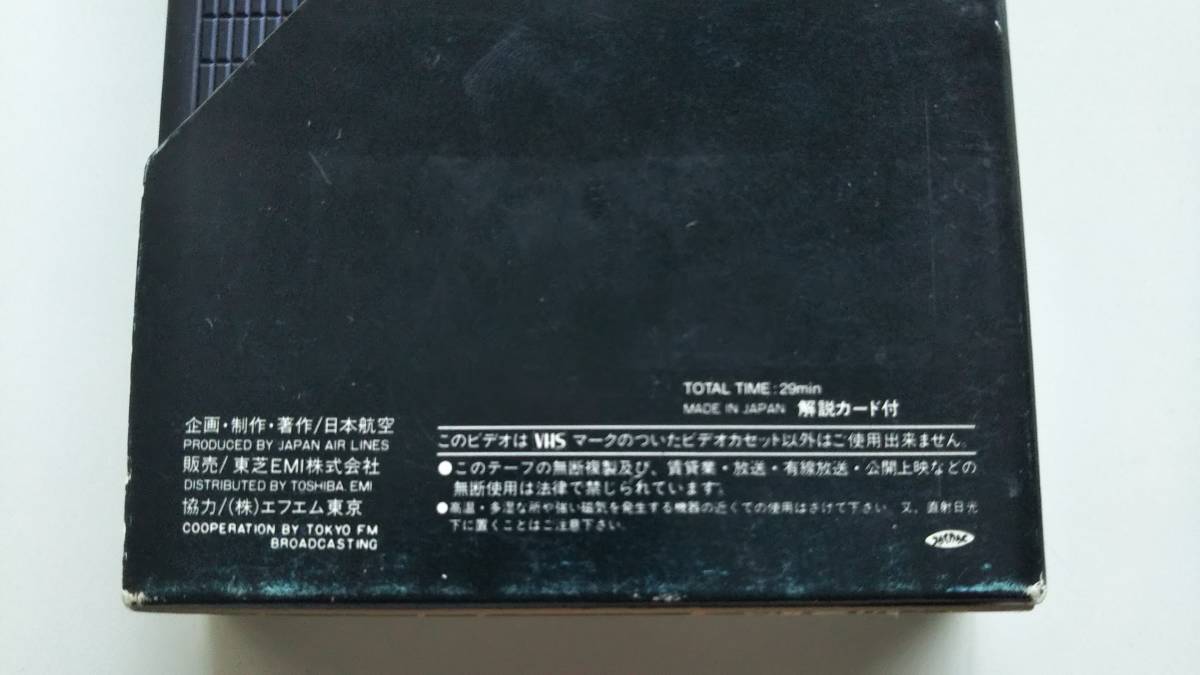 TOTAL TIME:29min
MADE IN JAPAN 解説カード付
企画・制作・著作/日本航空
PRODUCED BY JAPAN AIR LINES
販売/東芝EMI株式会社
DISTRIBUTED BY TOSHIBA EMI
協力/(株)エフエム東京
COOPERATION BY TOKYO FM
BROADCASTING
このビデオは VHS マークのついたビデオカセット以外はご使用出来ません。
●このテープの無断複製及び、賃貸業・放送・有線放送・公開上映などの
無断使用は法律で禁じられています。
●高温・多湿な所や強い磁気を発生する機器の近くでの使用はさけて下さい。又、直射日光
下に置くことはご注意下さい。